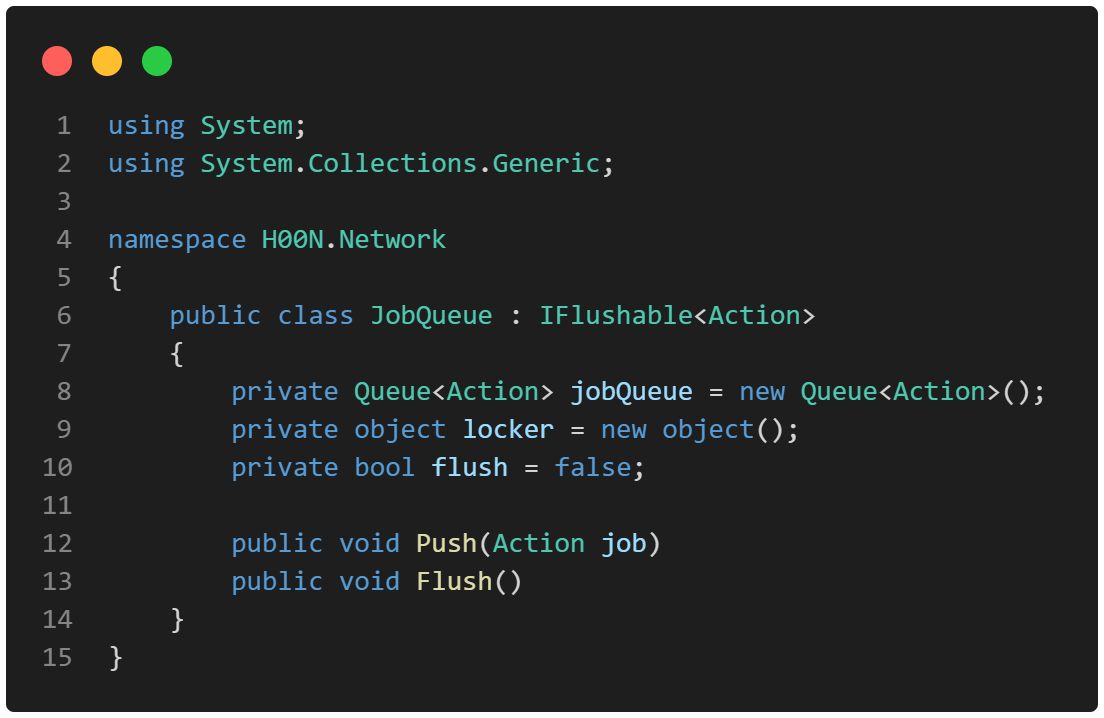 1 using System;
2 using System.Collections.Generic;
3
4 namespace H00N.Network
5 {
6     public class JobQueue : IFlushable<Action>
7     {
8         private Queue<Action> jobQueue = new Queue<Action>();
9         private object locker = new object();
10         private bool flush = false;
11
12         public void Push(Action job)
13         public void Flush()
14     }
15 }